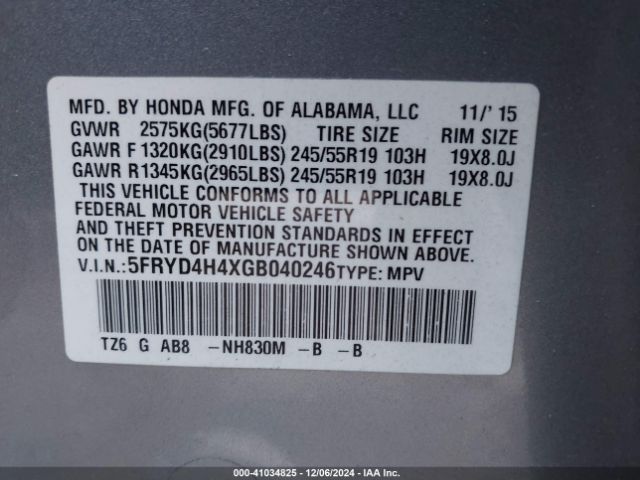 MFD. BY HONDA MFG. OF ALABAMA, LLC 11/' 15
GVWR 2575KG(5677LBS) TIRE SIZE RIM SIZE
GAWR F 1320KG(2910LBS) 245/55R19 103H 19X8.0J
GAWR R1345KG(2965LBS) 245/55R19 103H 19X8.0J
THIS VEHICLE CONFORMS TO ALL APPLICABLE
FEDERAL MOTOR VEHICLE SAFETY
AND THEFT PREVENTION STANDARDS IN EFFECT
ON THE DATE OF MANUFACTURE SHOWN ABOVE.
V.I.N.:5FRYD4H4XGB040246TYPE: MPV
TZ6 G AB8 -NH830M -B -B
000-41034825 - 12/06/2024 - IAA Inc.